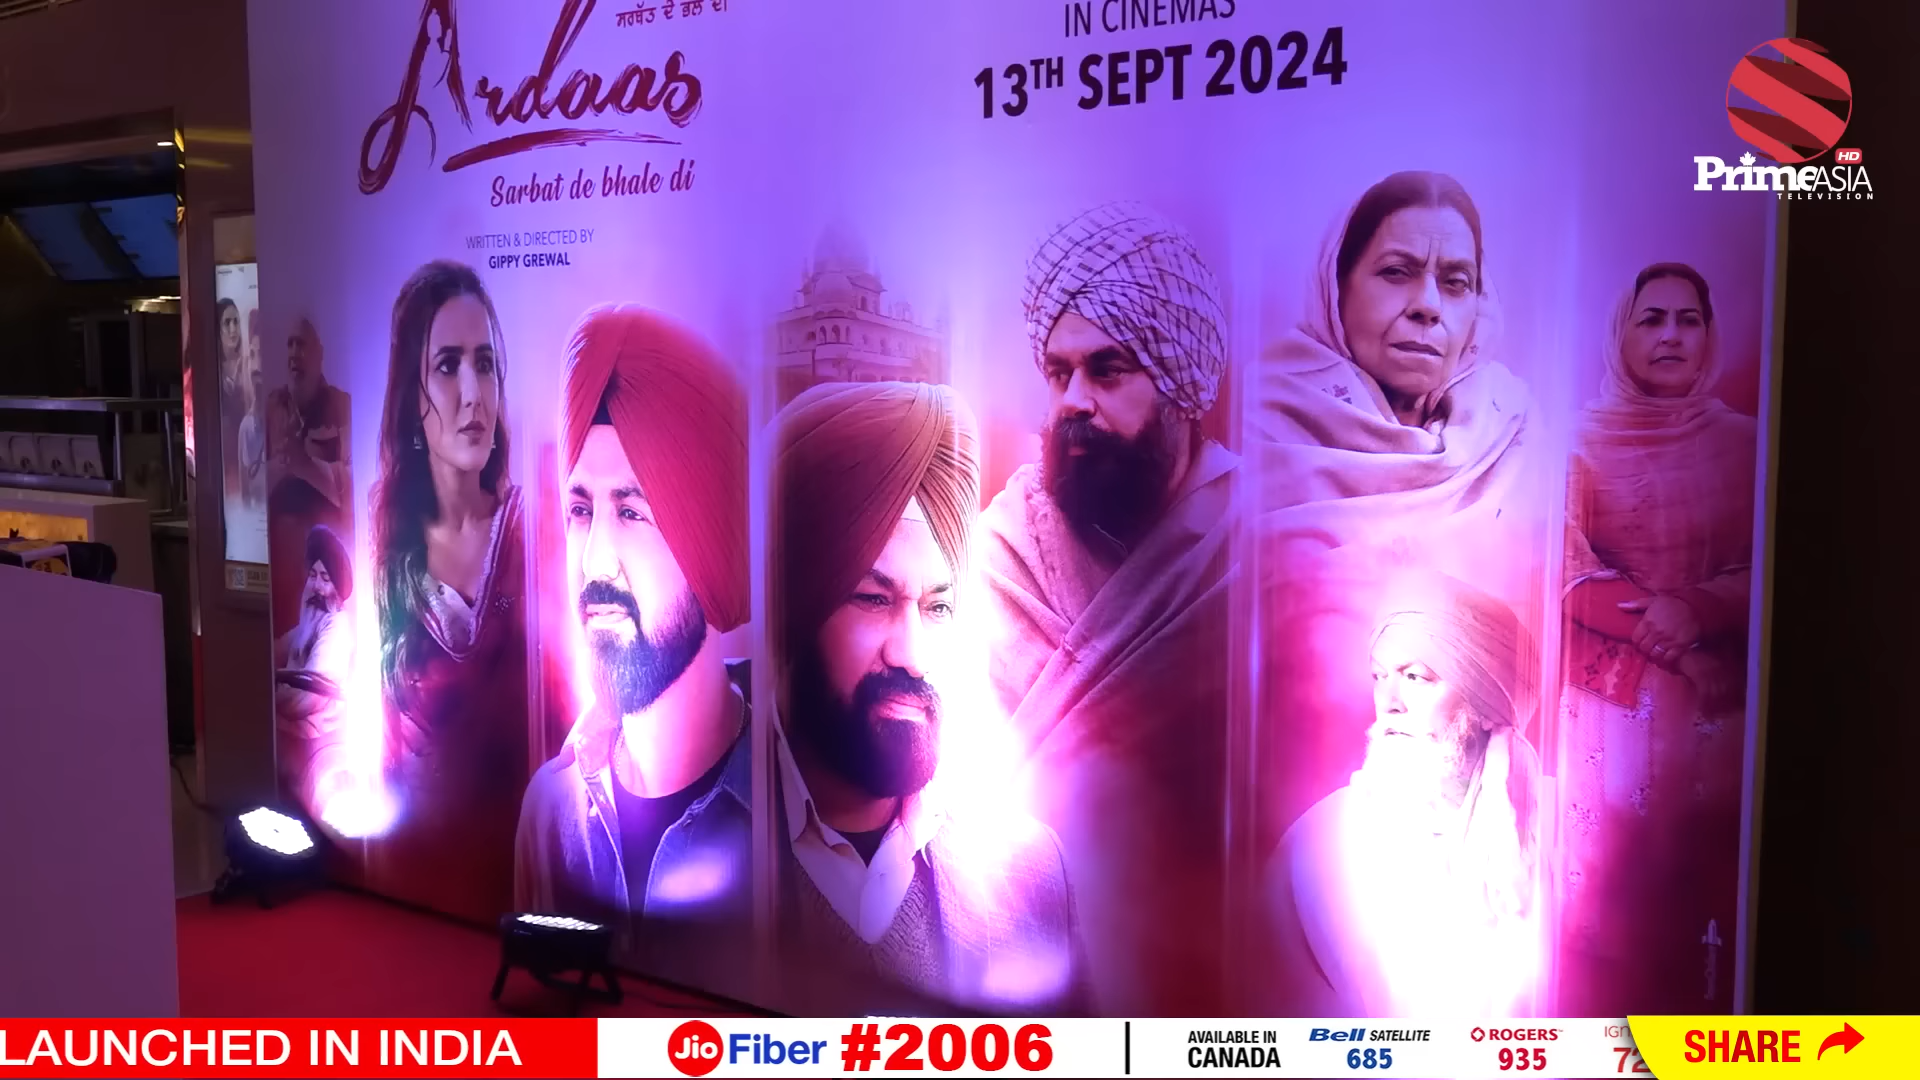 ਸਰਬੱਤ ਦੇ ਭਲੇ ਦੀ
Ardaas
Sarbat de bhale di
WRITTEN & DIRECTED BY
GIPPY GREWAL
IN CINEMAS
13TH SEPT 2024
HD
PrimeASIA
TELEVISION
LAUNCHED IN INDIA
Jio Fiber #2006
AVAILABLE IN
CANADA
Bell SATELLITE
685
ROGERS
935
SHARE